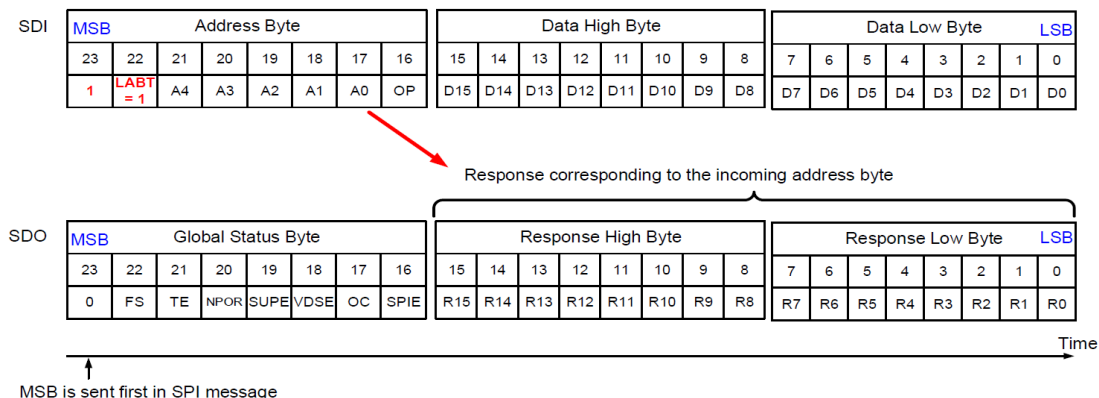 SDI
MSB Address Byte Data High Byte Data Low Byte LSB
23 22 21 20 19 18 17 16 15 14 13 12 11 10 9 8 7 6 5 4 3 2 1 0
1 LABT = 1 A4 A3 A2 A1 A0 OP D15 D14 D13 D12 D11 D10 D9 D8 D7 D6 D5 D4 D3 D2 D1 D0
Response corresponding to the incoming address byte
SDO
MSB Global Status Byte Response High Byte Response Low Byte LSB
23 22 21 20 19 18 17 16 15 14 13 12 11 10 9 8 7 6 5 4 3 2 1 0
0 FS TE NPOR SUPE VDSE OC SPIE R15 R14 R13 R12 R11 R10 R9 R8 R7 R6 R5 R4 R3 R2 R1 R0
Time
MSB is sent first in SPI message